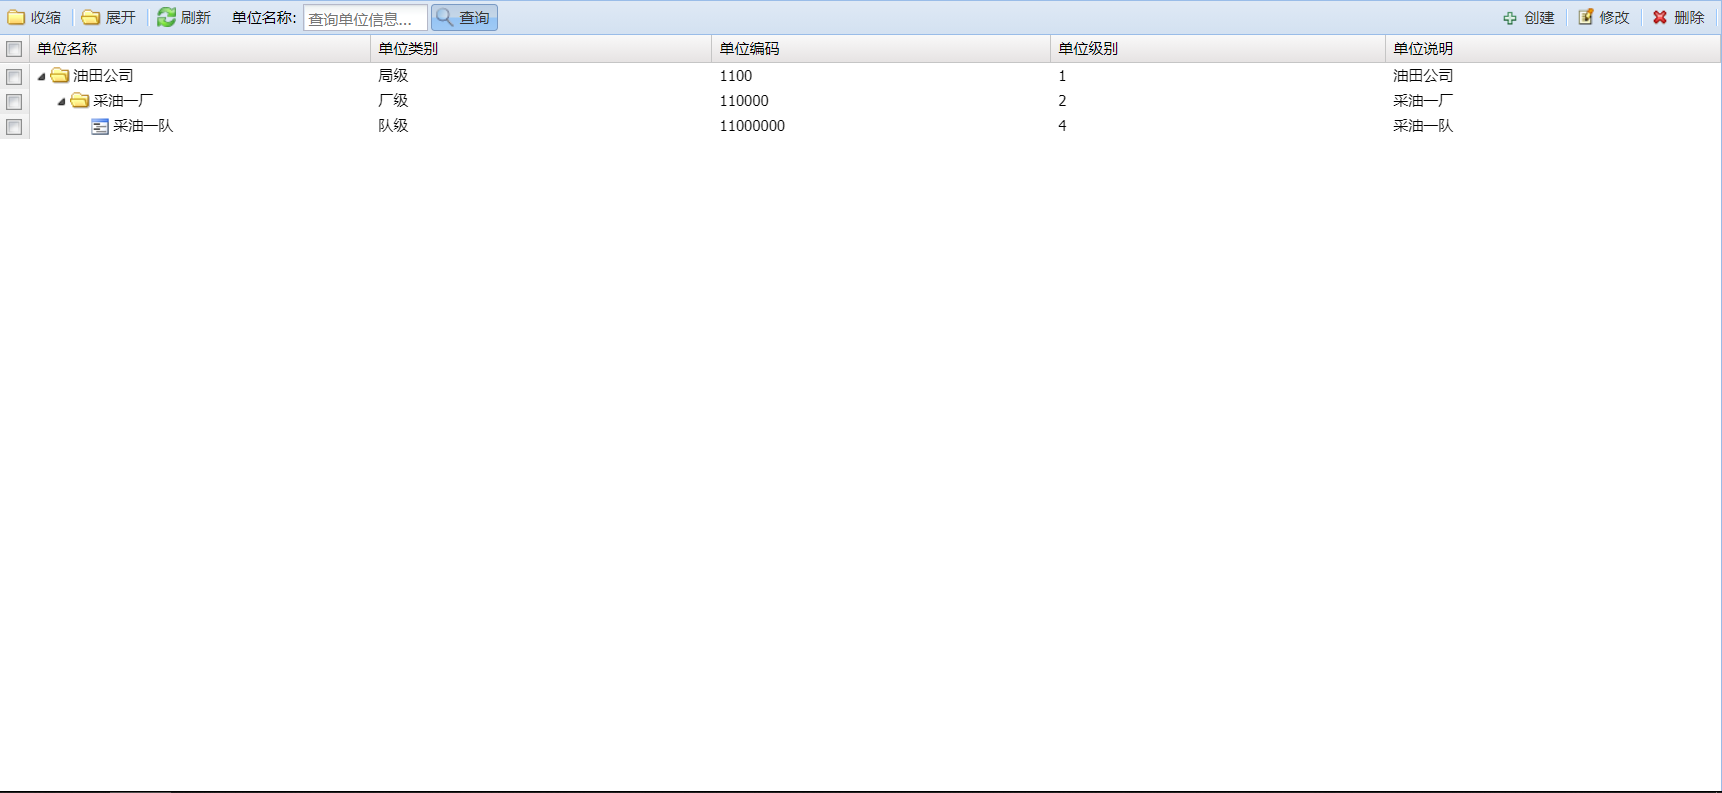 收缩 展开 刷新 单位名称: 查询单位信息... 查询 创建 修改 删除
单位名称 单位类别 单位编码 单位级别 单位说明
油田公司 局级 1100 1 油田公司
采油一厂 厂级 110000 2 采油一厂
采油一队 队级 11000000 4 采油一队